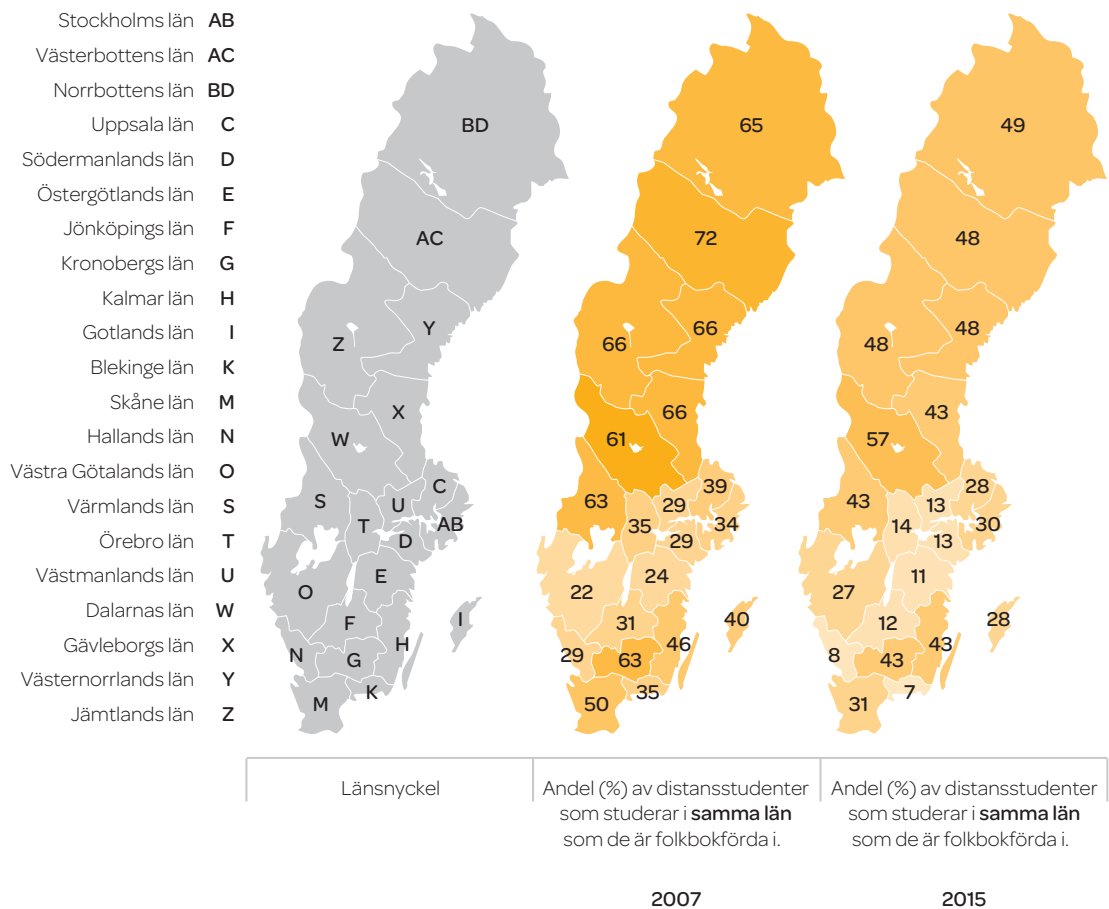 Stockholms län AB
Västerbottens län AC
Norrbottens län BD
Uppsala län C
Södermanlands län D
Östergötlands län E
Jönköpings län F
Kronobergs län G
Kalmar län H
Gotlands län I
Blekinge län K
Skåne län M
Hallands län N
Västra Götalands län O
Värmlands län S
Örebro län T
Västmanlands län U
Dalarnas län W
Gävleborgs län X
Västernorrlands län Y
Jämtlands län Z
BD
AC
Y
Z
X
W
C
S
U
AB
T
D
E
O
I
F
H
N
G
K
M
65
72
66
66
66
61
39
63
29
34
35
29
24
22
40
31
46
29
63
35
50
49
48
48
48
43
57
28
43
13
30
14
13
11
27
28
12
43
8
43
7
31
Länsnyckel
Andel (%) av distansstudenter
som studerar i samma län
som de är folkbokförda i.
2007
Andel (%) av distansstudenter
som studerar i samma län
som de är folkbokförda i.
2015